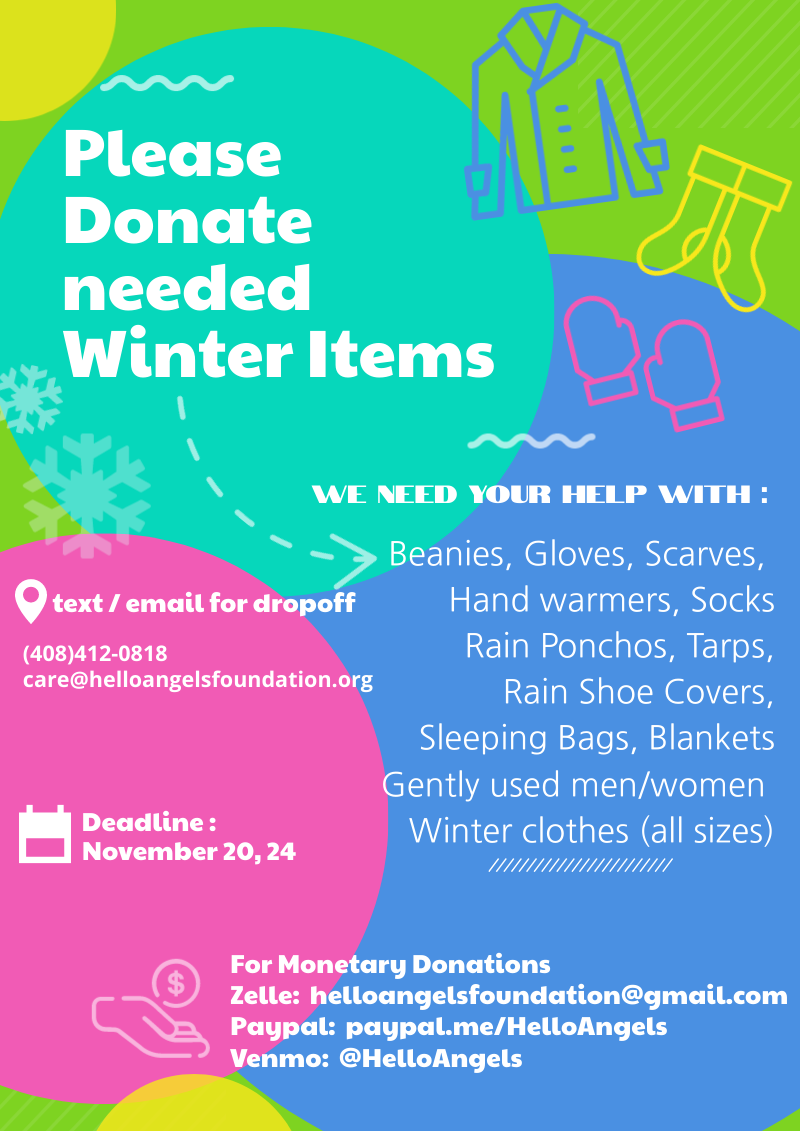 Please
Donate
needed
Winter Items
WE NEED YOUR HELP WITH :
Beanies, Gloves, Scarves,
Hand warmers, Socks
Rain Ponchos, Tarps,
Rain Shoe Covers,
Sleeping Bags, Blankets
Gently used men/women
Winter clothes (all sizes)
text / email for dropoff
(408)412-0818
care@helloangelsfoundation.org
Deadline :
November 20, 24
$
For Monetary Donations
Zelle: helloangelsfoundation@gmail.com
Paypal: paypal.me/HelloAngels
Venmo: @HelloAngels